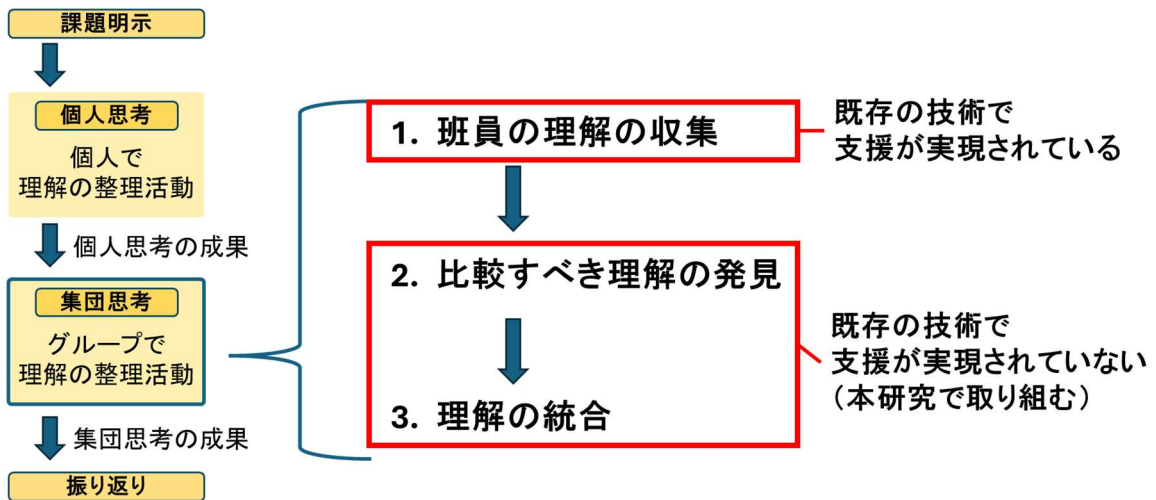 課題明示
個人思考
個人で
理解の整理活動
個人思考の成果
集団思考
グループで
理解の整理活動
集団思考の成果
振り返り
1. 班員の理解の収集
2. 比較すべき理解の発見
3. 理解の統合
既存の技術で
支援が実現されている
既存の技術で
支援が実現されていない
（本研究で取り組む）